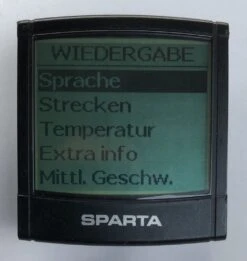 WIEDERGABE
Sprache
Strecken
Temperatur
Extra info
Mittl. Geschw.
SPARTA